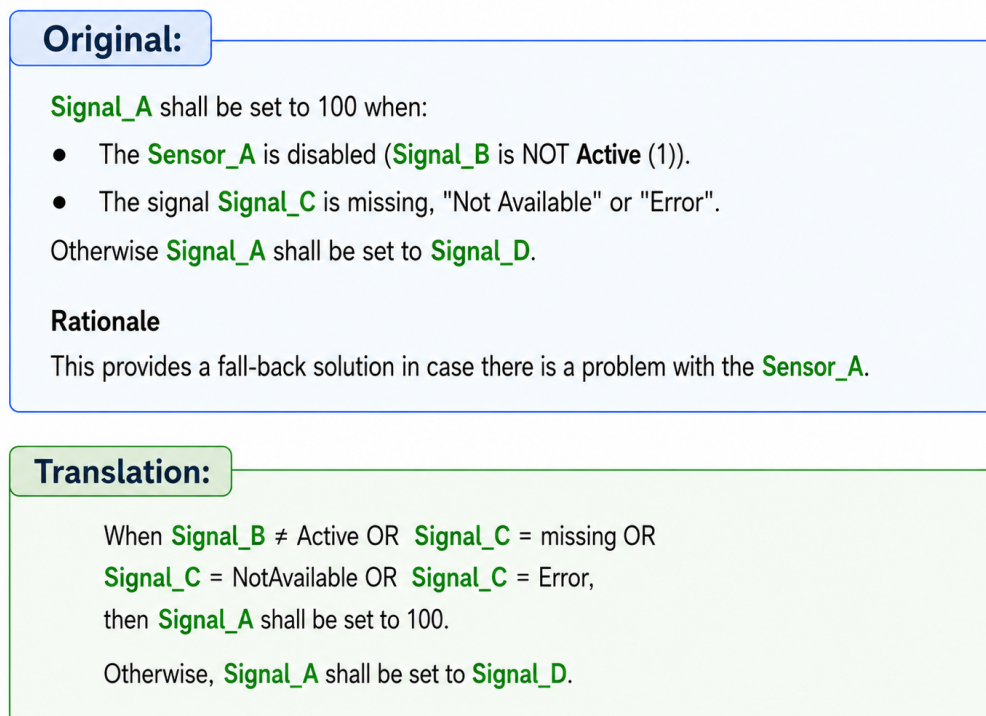 Original:
Signal_A shall be set to 100 when:
● The Sensor_A is disabled (Signal_B is NOT Active (1)).
● The signal Signal_C is missing, "Not Available" or "Error".
Otherwise Signal_A shall be set to Signal_D.
Rationale
This provides a fall-back solution in case there is a problem with the Sensor_A.
Translation:
When Signal_B ≠ Active OR Signal_C = missing OR
Signal_C = NotAvailable OR Signal_C = Error,
then Signal_A shall be set to 100.
Otherwise, Signal_A shall be set to Signal_D.